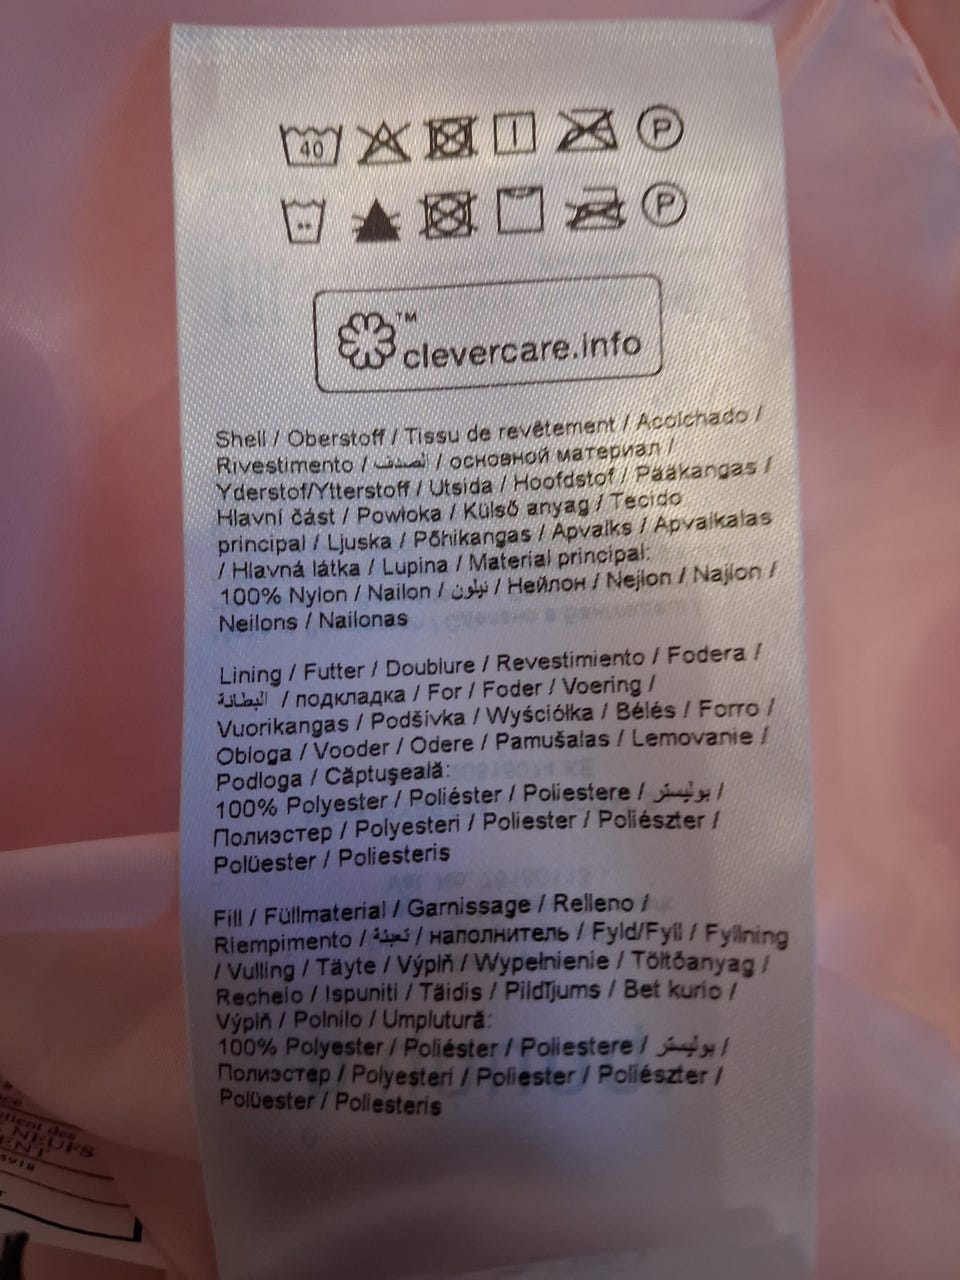 40 P
P
™
clevercare.info
Shell / Oberstoff / Tissu de revêtement / Acolchado /
Rivestimento / الصدف / основной материал /
Yderstof/Ytterstoff / Utsida / Hoofdstof / Pääkangas /
Hlavní část / Powłoka / Külső anyag / Tecido
principal / Ljuska / Põhikangas / Apvalks / Apvalkalas
/ Hlavná látka / Lupina / Material principal:
100% Nylon / Nailon / نيلون / Нейлон / Nejlon / Najlon /
Neilons / Nailonas
Lining / Futter / Doublure / Revestimiento / Fodera /
البطانة / подкладка / For / Foder / Voering /
Vuorikangas / Podšívka / Wyściółka / Bélés / Forro /
Obloga / Vooder / Odere / Pamušalas / Lemovanie /
Podloga / Căptuşeală:
100% Polyester / Poliéster / Poliestere / بوليستر /
Полиэстер / Polyesteri / Poliester / Poliészter /
Polüester / Poliesteris
Fill / Füllmaterial / Garnissage / Relleno /
Riempimento / تعبئة / наполнитель / Fyld/Fyll / Fyllning
/ Vulling / Täyte / Výplň / Wypełnienie / Töltőanyag /
Recheio / Ispuniti / Täidis / Pildījums / Bet kurio /
Výplň / Polnilo / Umplutură:
100% Polyester / Poliéster / Poliestere / بوليستر /
Полиэстер / Polyesteri / Poliester / Poliészter /
Polüester / Poliesteris
NEUFS